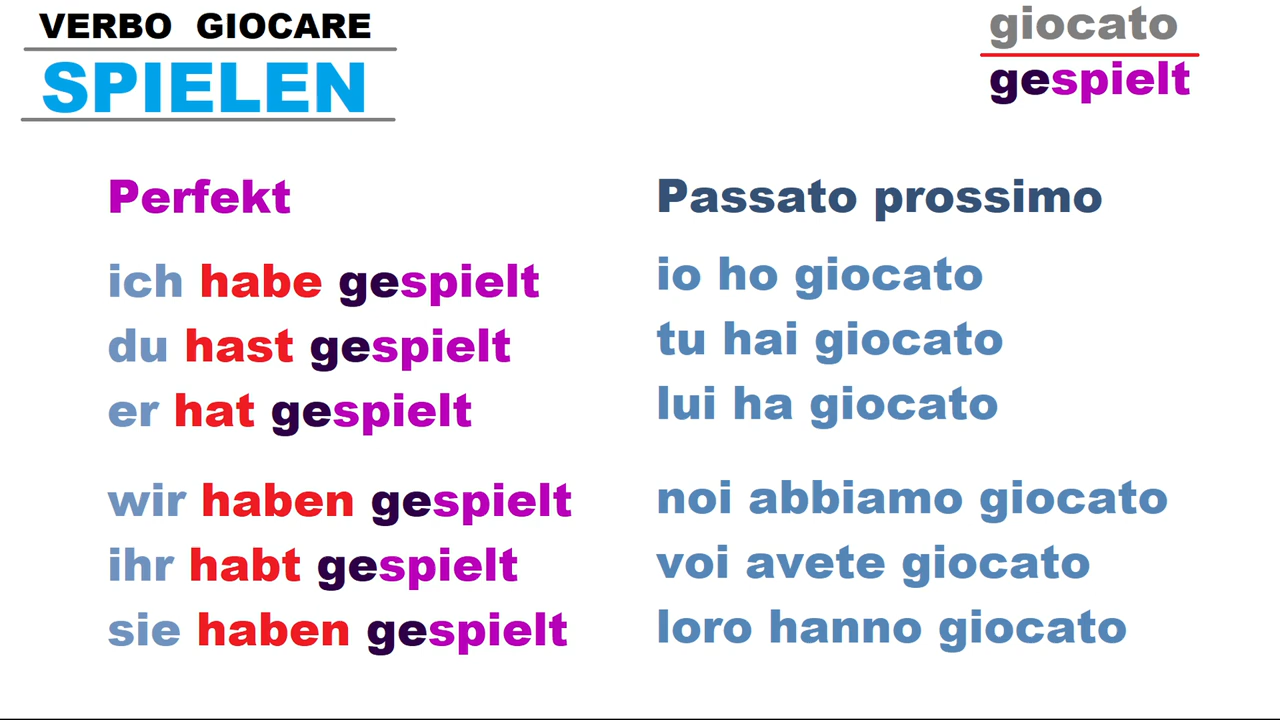 VERBO GIOCARE
SPIELEN
giocato
gespielt
Perfekt
ich habe gespielt
du hast gespielt
er hat gespielt
wir haben gespielt
ihr habt gespielt
sie haben gespielt
Passato prossimo
io ho giocato
tu hai giocato
lui ha giocato
noi abbiamo giocato
voi avete giocato
loro hanno giocato